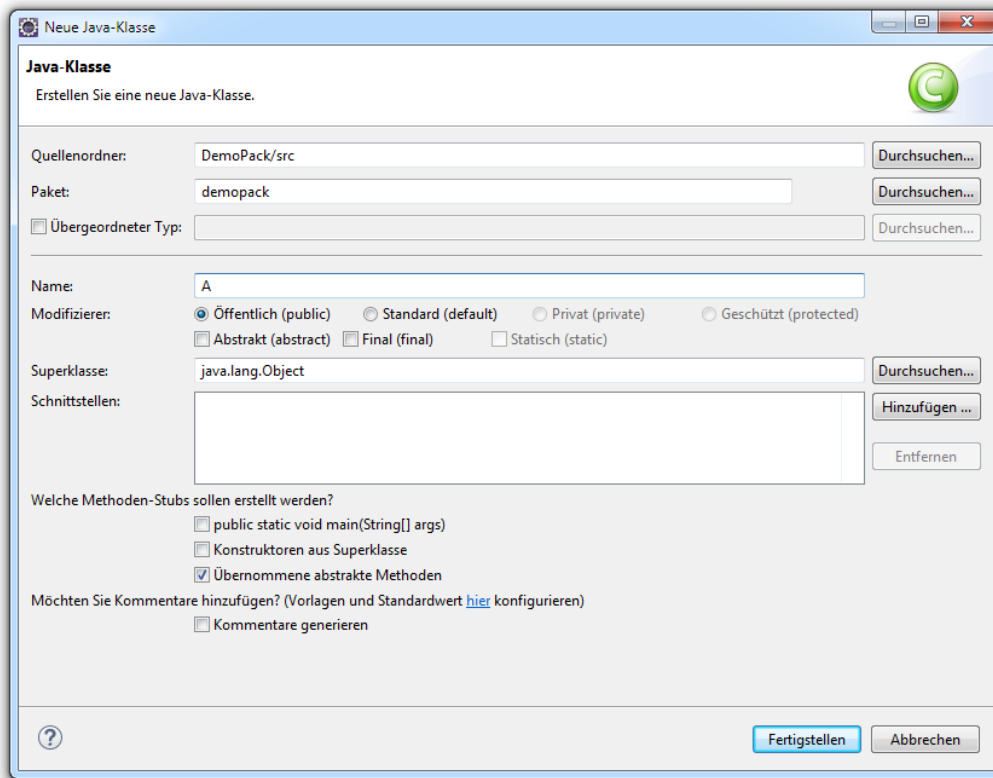 Neue Java-Klasse
Java-Klasse
Erstellen Sie eine neue Java-Klasse.
C
Quellenordner: DemoPack/src Durchsuchen...
Paket: demopack Durchsuchen...
Übergeordneter Typ: Durchsuchen...
Name: A
Modifizierer: Öffentlich (public) Standard (default) Privat (private) Geschützt (protected)
Abstrakt (abstract) Final (final) Statisch (static)
Superklasse: java.lang.Object Durchsuchen...
Schnittstellen: Hinzufügen ...
Entfernen
Welche Methoden-Stubs sollen erstellt werden?
public static void main(String[] args)
Konstruktoren aus Superklasse
Übernommene abstrakte Methoden
Möchten Sie Kommentare hinzufügen? (Vorlagen und Standardwert hier konfigurieren)
Kommentare generieren
? Fertigstellen Abbrechen